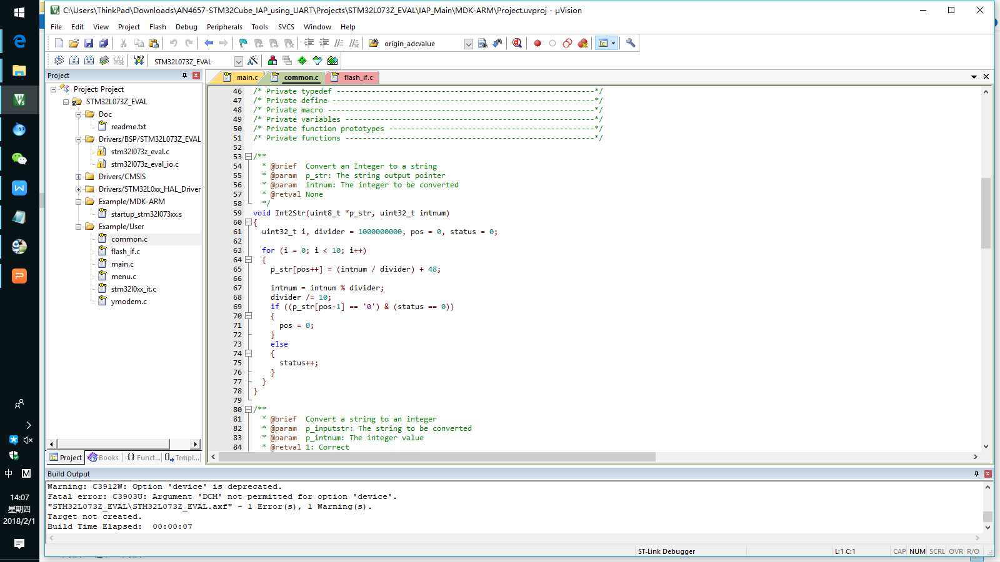 C:\Users\ThinkPad\Downloads\AN4657-STM32Cube_IAP_using_UART\Projects\STM32L073Z_EVAL\IAP_Main\MDK-ARM\Project.uvproj - µVision
File Edit View Project Flash Debug Peripherals Tools SVCS Window Help
origin_adcvalue
LOAD STM32L073Z_EVAL
Project
main.c common.c flash_if.c
Project: Project
STM32L073Z_EVAL
Doc
readme.txt
Drivers/BSP/STM32L073Z_EVAL
stm32l073z_eval.c
stm32l073z_eval_io.c
Drivers/CMSIS
Drivers/STM32L0xx_HAL_Driver
Example/MDK-ARM
startup_stm32l073xx.s
Example/User
common.c
flash_if.c
main.c
menu.c
stm32l0xx_it.c
ymodem.c
Project Books {} Funct... Templ...
46 /* Private typedef -----------------------------------------------------------*/
47 /* Private define ------------------------------------------------------------*/
48 /* Private macro -------------------------------------------------------------*/
49 /* Private variables ---------------------------------------------------------*/
50 /* Private function prototypes -----------------------------------------------*/
51 /* Private functions ---------------------------------------------------------*/
52
53 /**
54   * @brief  Convert an Integer to a string
55   * @param  p_str: The string output pointer
56   * @param  intnum: The integer to be converted
57   * @retval None
58   */
59 void Int2Str(uint8_t *p_str, uint32_t intnum)
60 {
61   uint32_t i, divider = 1000000000, pos = 0, status = 0;
62
63   for (i = 0; i < 10; i++)
64   {
65     p_str[pos++] = (intnum / divider) + 48;
66
67     intnum = intnum % divider;
68     divider /= 10;
69     if ((p_str[pos-1] == '0') & (status == 0))
70     {
71       pos = 0;
72     }
73     else
74     {
75       status++;
76     }
77   }
78 }
79
80 /**
81   * @brief  Convert a string to an integer
82   * @param  p_inputstr: The string to be converted
83   * @param  p_intnum: The integer value
84   * @retval 1: Correct
Build Output
Warning: C3912W: Option 'device' is deprecated.
Fatal error: C3903U: Argument 'DCM' not permitted for option 'device'.
"STM32L073Z_EVAL\STM32L073Z_EVAL.axf" - 1 Error(s), 1 Warning(s).
Target not created.
Build Time Elapsed:  00:00:07
ST-Link Debugger L:1 C:1 CAP NUM SCRL OVR R/O
中 M
14:07
星期四
2018/2/1